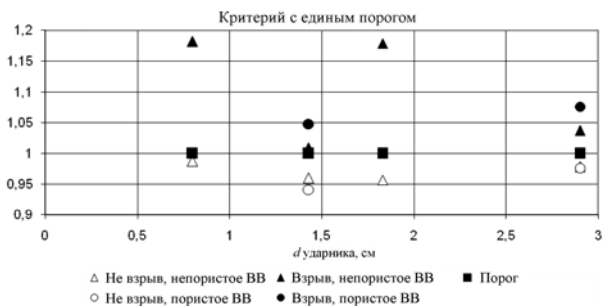 Критерий с единым порогом
1,2
1,15
1,1
1,05
1
0,95
0,9
0 0,5 1 1,5 2 2,5 3
d ударника, см
Не взрыв, непористое ВВ Взрыв, непористое ВВ Порог
Не взрыв, пористое ВВ Взрыв, пористое ВВ